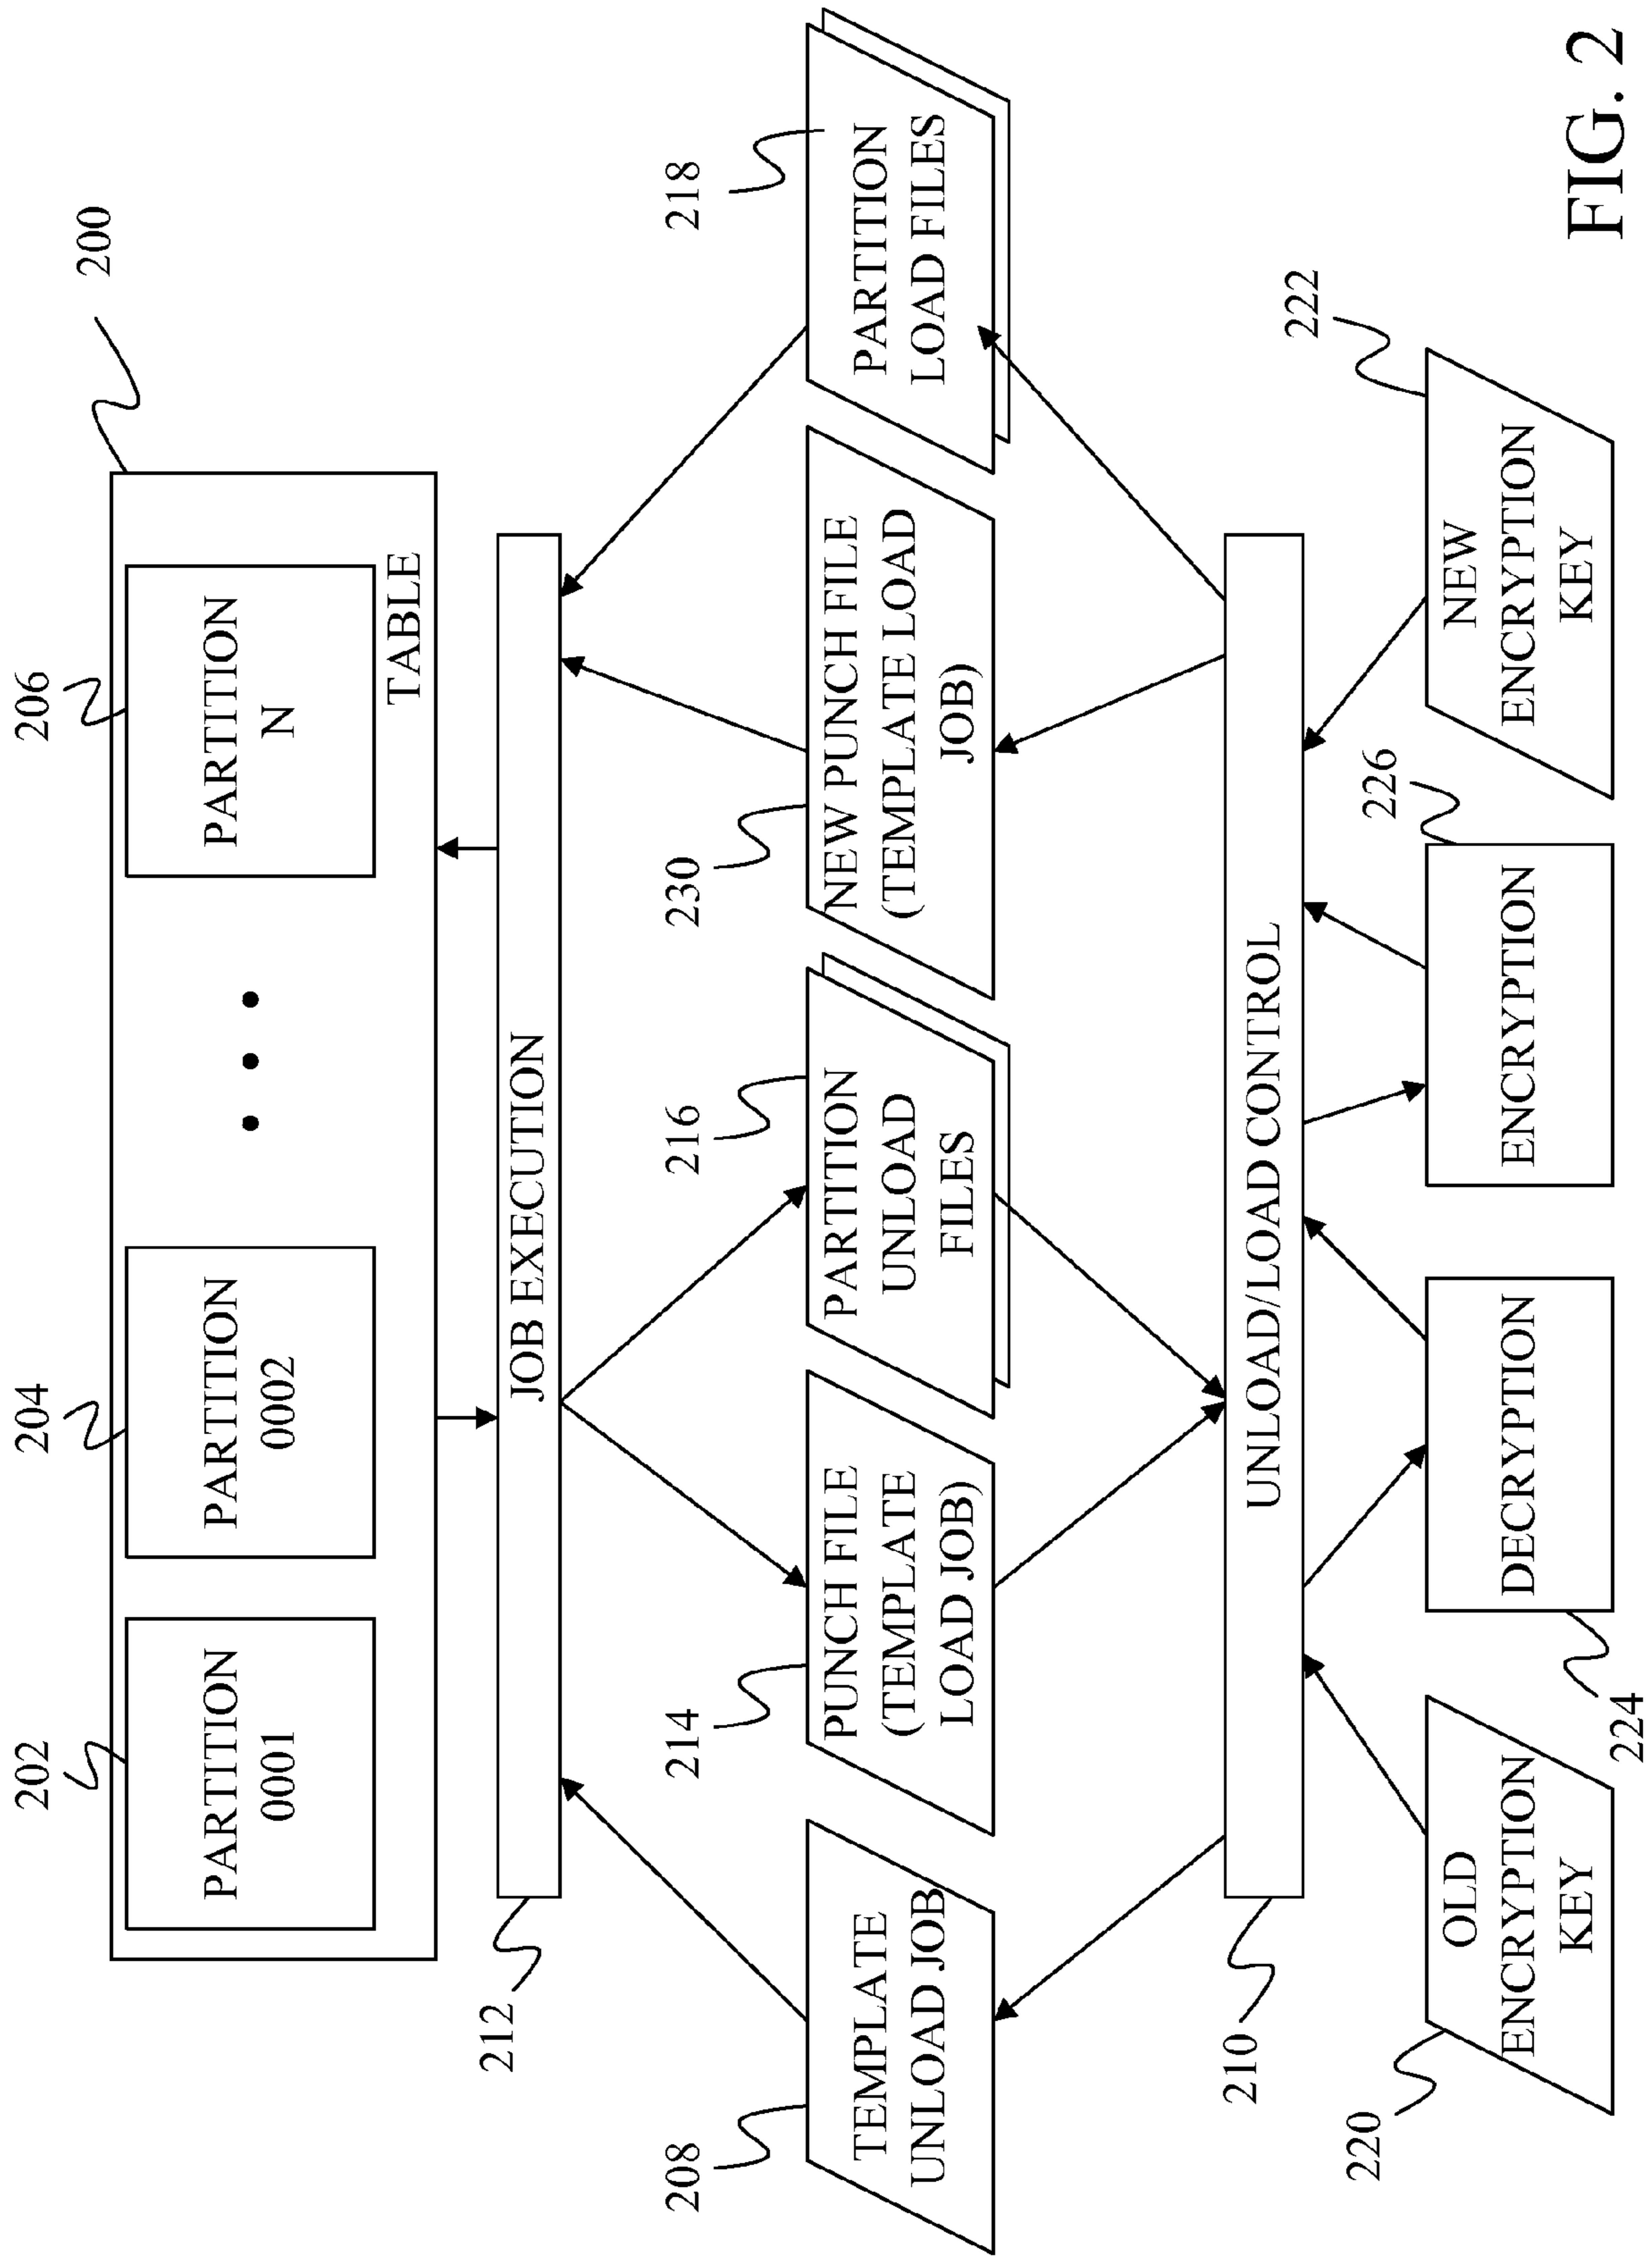 200
202
204
206
PARTITION
0001
PARTITION
0002
PARTITION
N
TABLE
212
JOB EXECUTION
208
214
216
230
218
TEMPLATE
UNLOAD JOB
PUNCH FILE
(TEMPLATE
LOAD JOB)
PARTITION
UNLOAD
FILES
NEW PUNCH FILE
(TEMPLATE LOAD
JOB)
PARTITION
LOAD FILES
210
UNLOAD/LOAD CONTROL
220
OLD
ENCRYPTION
KEY
224
DECRYPTION
226
ENCRYPTION
222
NEW
ENCRYPTION
KEY
FIG. 2